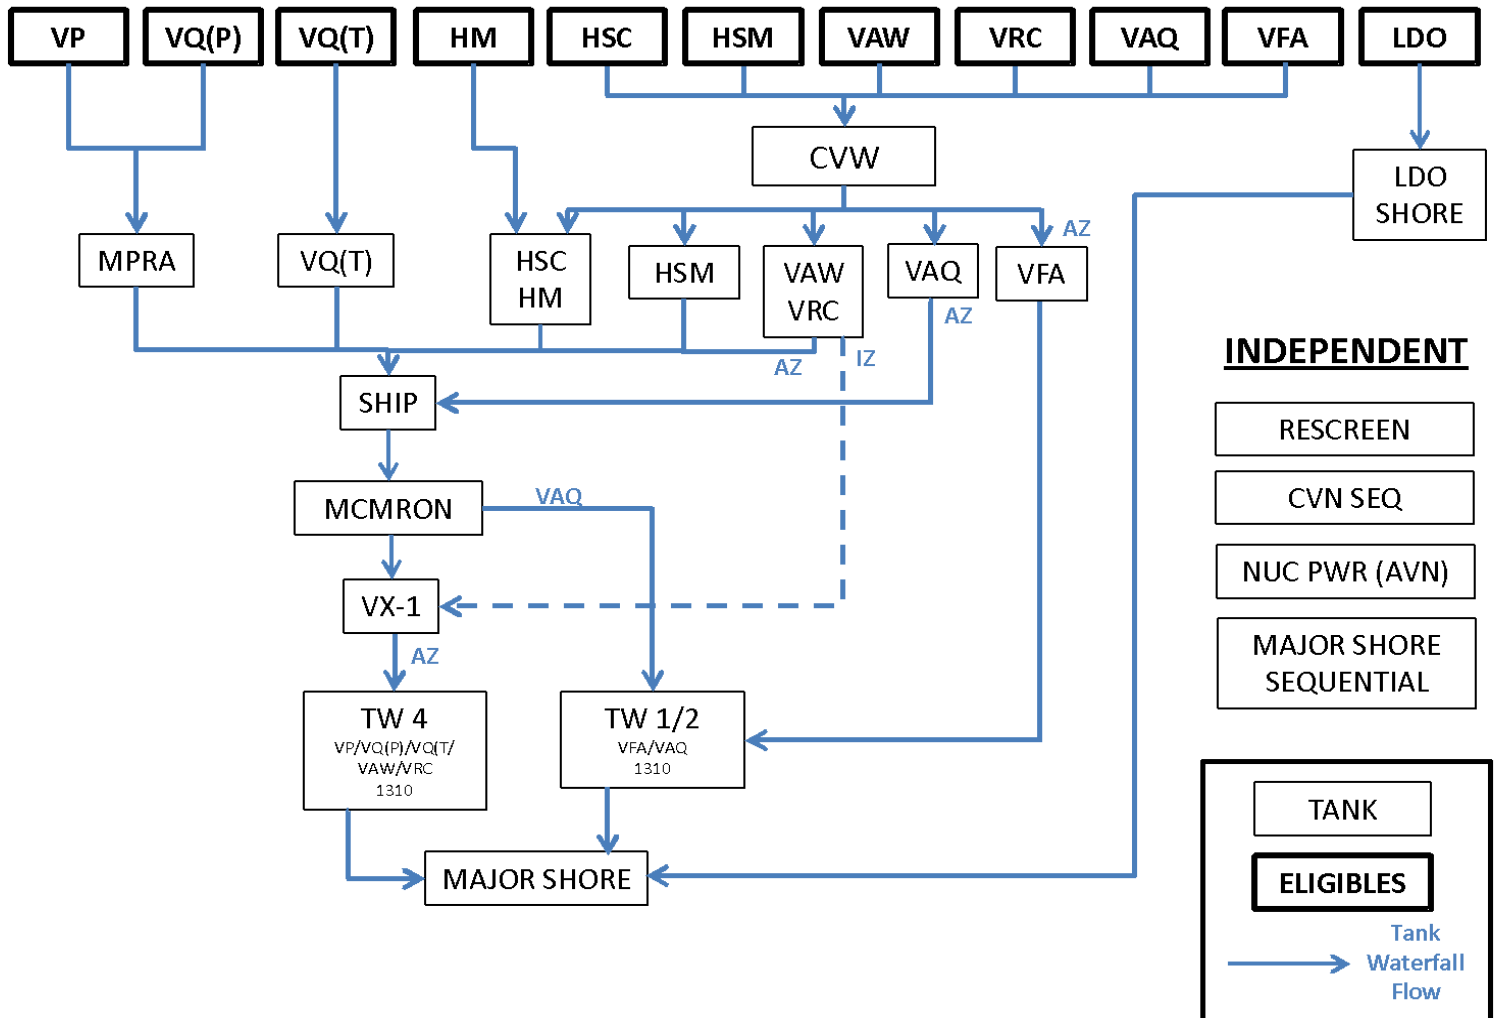 VP
VQ(P)
VQ(T)
HM
HSC
HSM
VAW
VRC
VAQ
VFA
LDO
CVW
LDO
SHORE
AZ
MPRA
VQ(T)
HSC
HM
HSM
VAW
VRC
VAQ
VFA
AZ
AZ
IZ
INDEPENDENT
SHIP
RESCREEN
MCMRON
VAQ
CVN SEQ
NUC PWR (AVN)
VX-1
AZ
MAJOR SHORE
SEQUENTIAL
TW 4
VP/VQ(P)/VQ(T/
VAW/VRC
1310
TW 1/2
VFA/VAQ
1310
MAJOR SHORE
TANK
ELIGIBLES
Tank
Waterfall
Flow